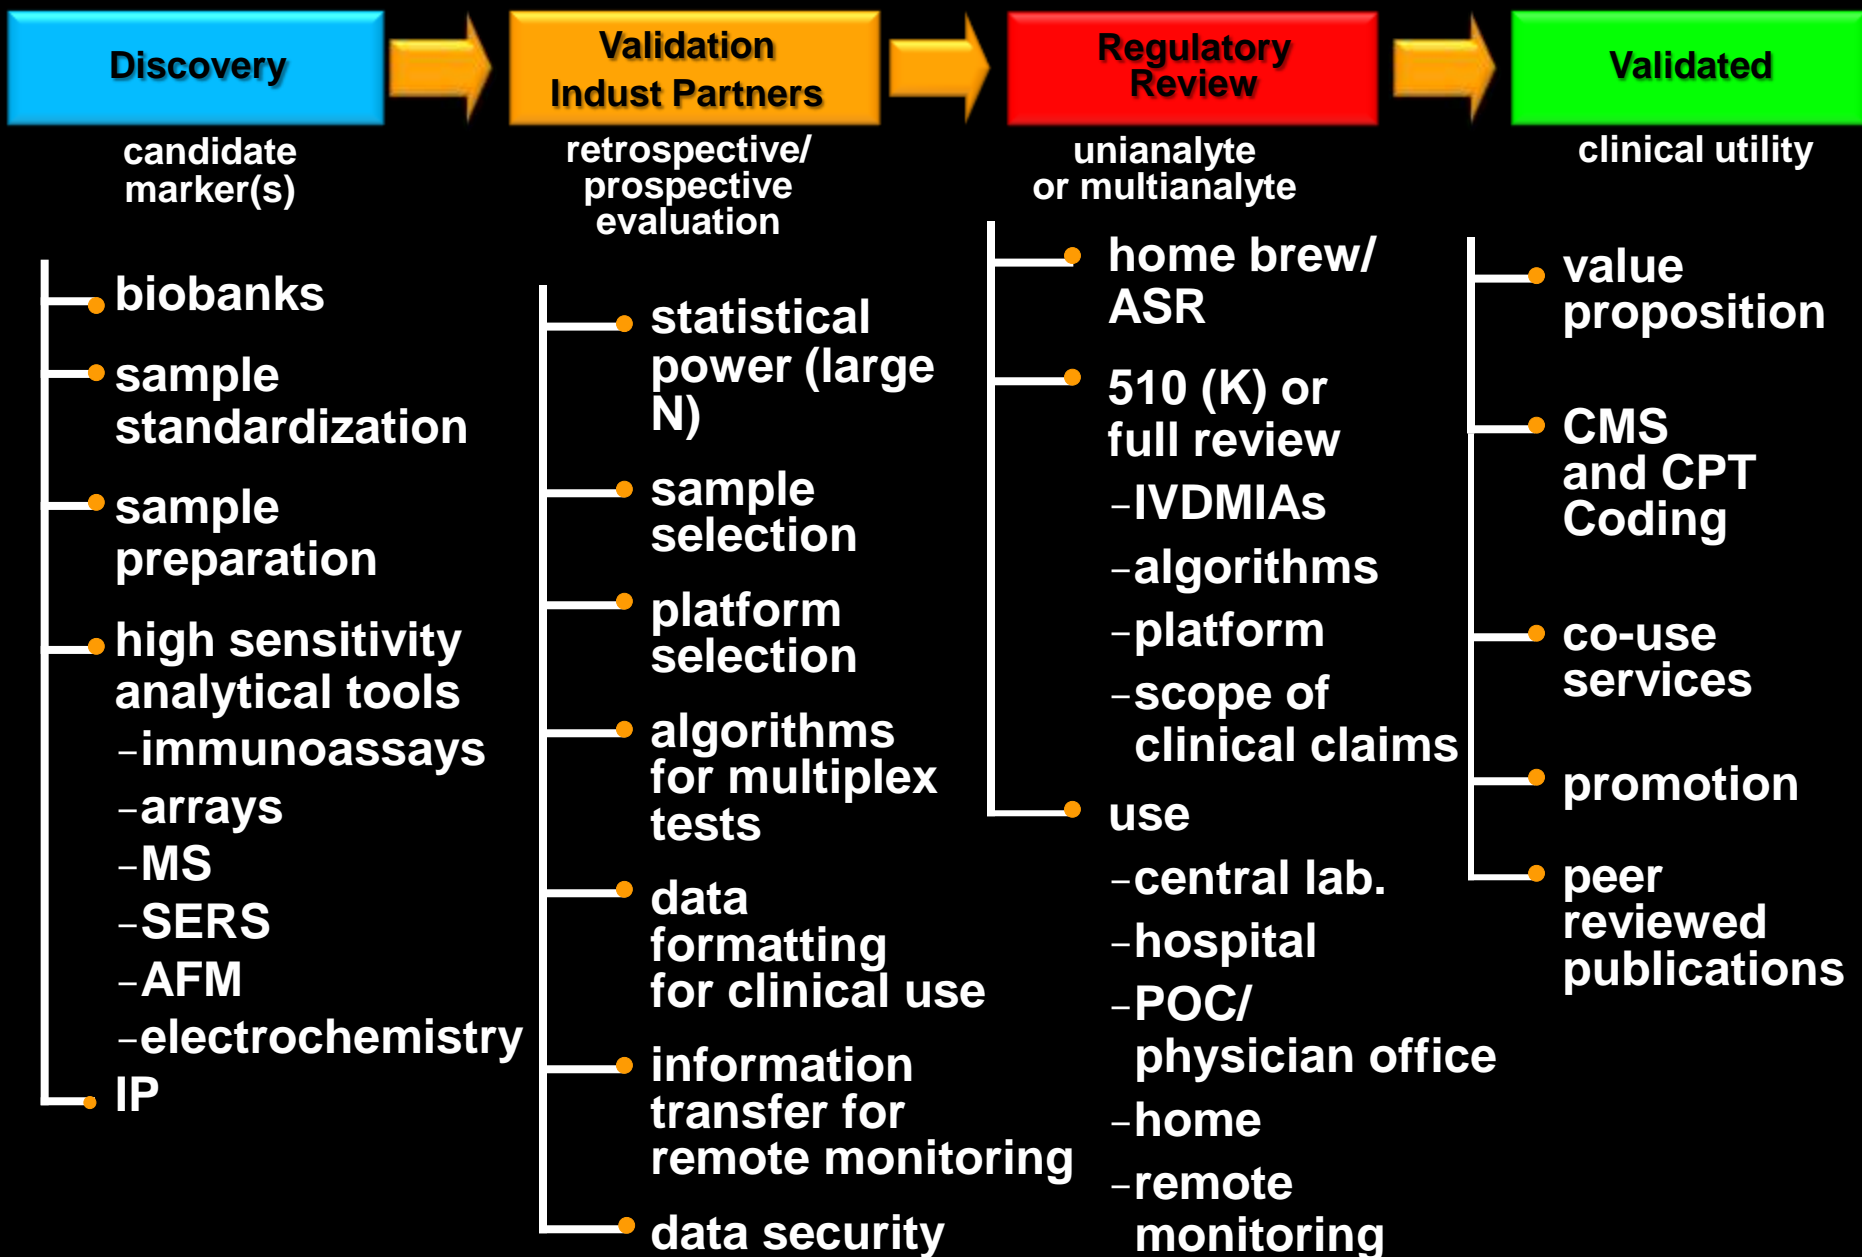 Discovery
candidate
marker(s)
biobanks
sample
standardization
sample
preparation
high sensitivity
analytical tools
–immunoassays
–arrays
–MS
–SERS
–AFM
–electrochemistry
IP
Validation
Indust Partners
retrospective/
prospective
evaluation
statistical
power (large
N)
sample
selection
platform
selection
algorithms
for multiplex
tests
data
formatting
for clinical use
information
transfer for
remote monitoring
data security
Regulatory
Review
unianalyte
or multianalyte
home brew/
ASR
510 (K) or
full review
–IVDMIAs
–algorithms
–platform
–scope of
clinical claims
use
–central lab.
–hospital
–POC/
physician office
–home
–remote
monitoring
Validated
clinical utility
value
proposition
CMS
and CPT
Coding
co-use
services
promotion
peer
reviewed
publications